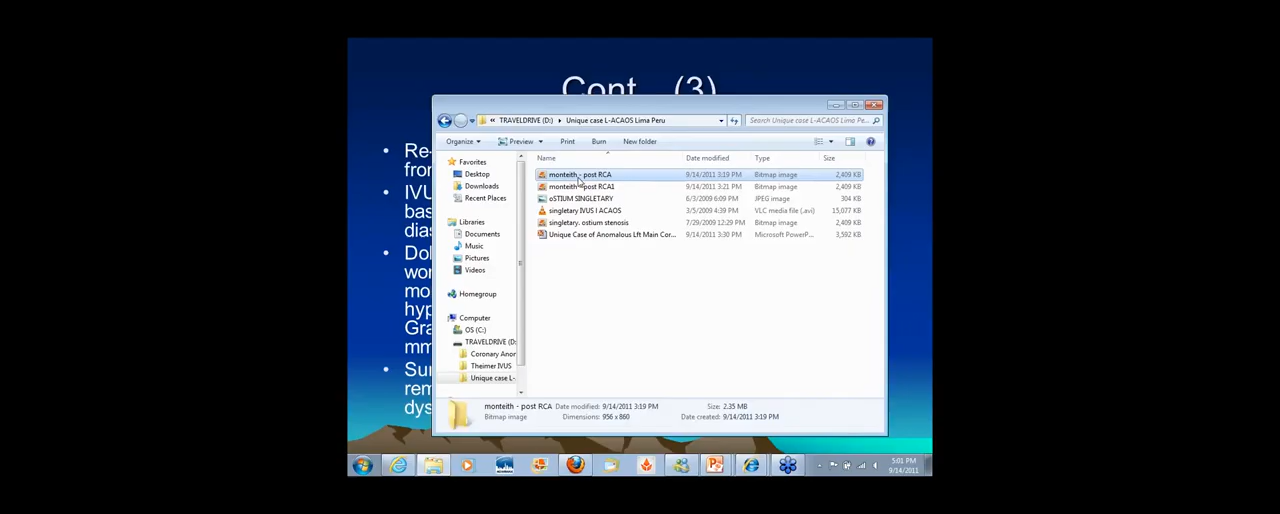 Cont... (3)
« TRAVELDRIVE (D:) ▸ Unique case L-ACAOS Lima Peru
Search Unique case L-ACAOS Lima Pe...
Organize
Preview
Print
Burn
New folder
Name
Date modified
Type
Size
Favorites
Desktop
Downloads
Recent Places
Libraries
Documents
Music
Pictures
Videos
Homegroup
Computer
OS (C:)
TRAVELDRIVE (D:
Coronary Anor
Theimer IVUS
Unique case L-
monteith - post RCA 9/14/2011 3:19 PM Bitmap image 2,409 KB
monteith - post RCA1 9/14/2011 3:21 PM Bitmap image 2,409 KB
oSTIUM SINGLETARY 6/3/2009 6:09 PM JPEG image 304 KB
singletary IVUS l ACAOS 3/5/2009 4:39 PM VLC media file (.avi) 15,077 KB
singletary. ostium stenosis 7/29/2009 12:29 PM Bitmap image 2,409 KB
Unique Case of Anomalous Lft Main Cor... 9/14/2011 3:30 PM Microsoft PowerP... 3,592 KB
monteith - post RCA Date modified: 9/14/2011 3:19 PM Size: 2.35 MB
Bitmap image Dimensions: 956 x 860 Date created: 9/14/2011 3:19 PM
• Re-
from
• IVU
bas
dias
• Dol
wor
mo
hyp
Gra
mm
• Sur
rem
dys
5:01 PM
9/14/2011